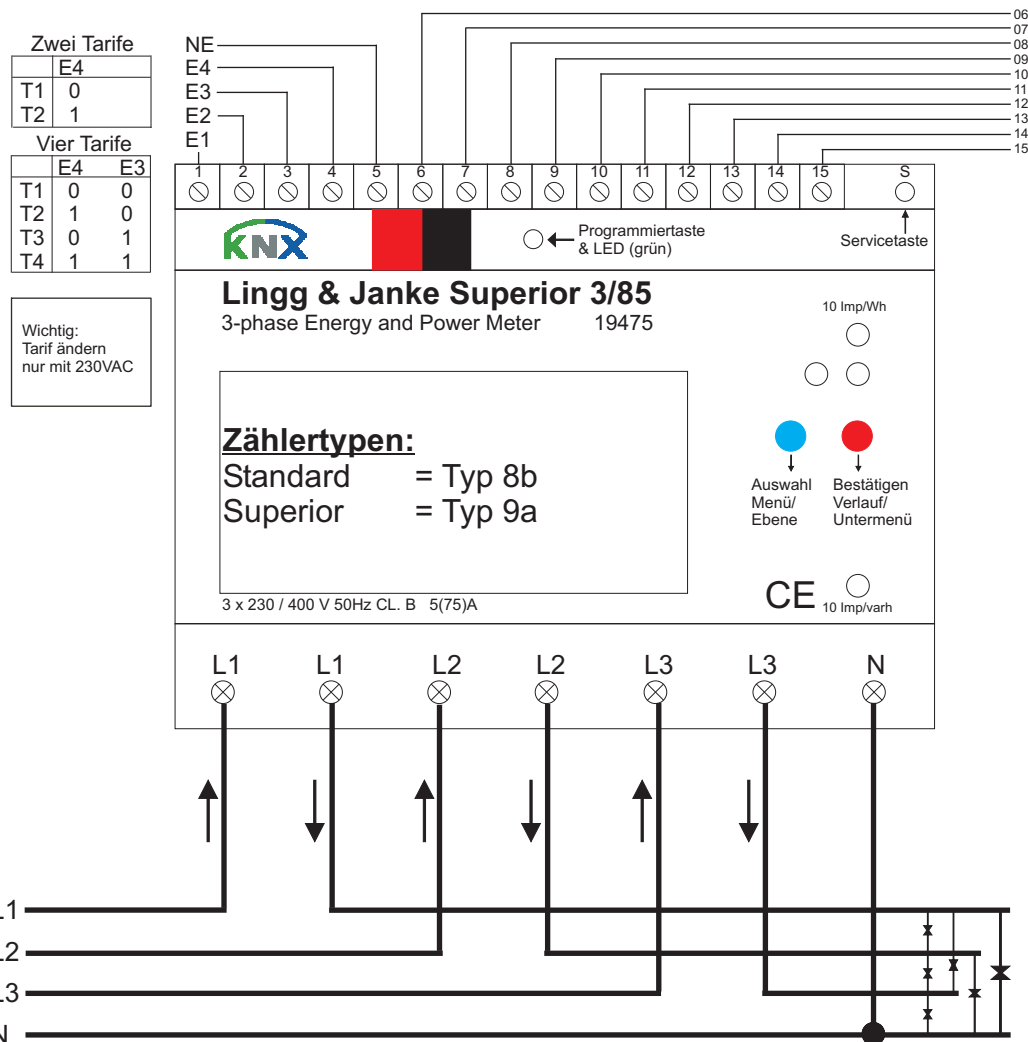 Zwei Tarife
E4
T1 0
T2 1
Vier Tarife
E4 E3
T1 0 0
T2 1 0
T3 0 1
T4 1 1
Wichtig:
Tarif ändern
nur mit 230VAC
NE
E4
E3
E2
E1
06
07
08
09
10
11
12
13
14
15
1 2 3 4 5 6 7 8 9 10 11 12 13 14 15 S
KNX
Programmiertaste
& LED (grün)
Servicetaste
Lingg & Janke Superior 3/85
3-phase Energy and Power Meter 19475
10 Imp/Wh
Zählertypen:
Standard = Typ 8b
Superior = Typ 9a
Auswahl
Menü/
Ebene
Bestätigen
Verlauf/
Untermenü
3 x 230 / 400 V 50Hz CL. B 5(75)A
CE
10 Imp/varh
L1 L1 L2 L2 L3 L3 N
L1
L2
L3
N